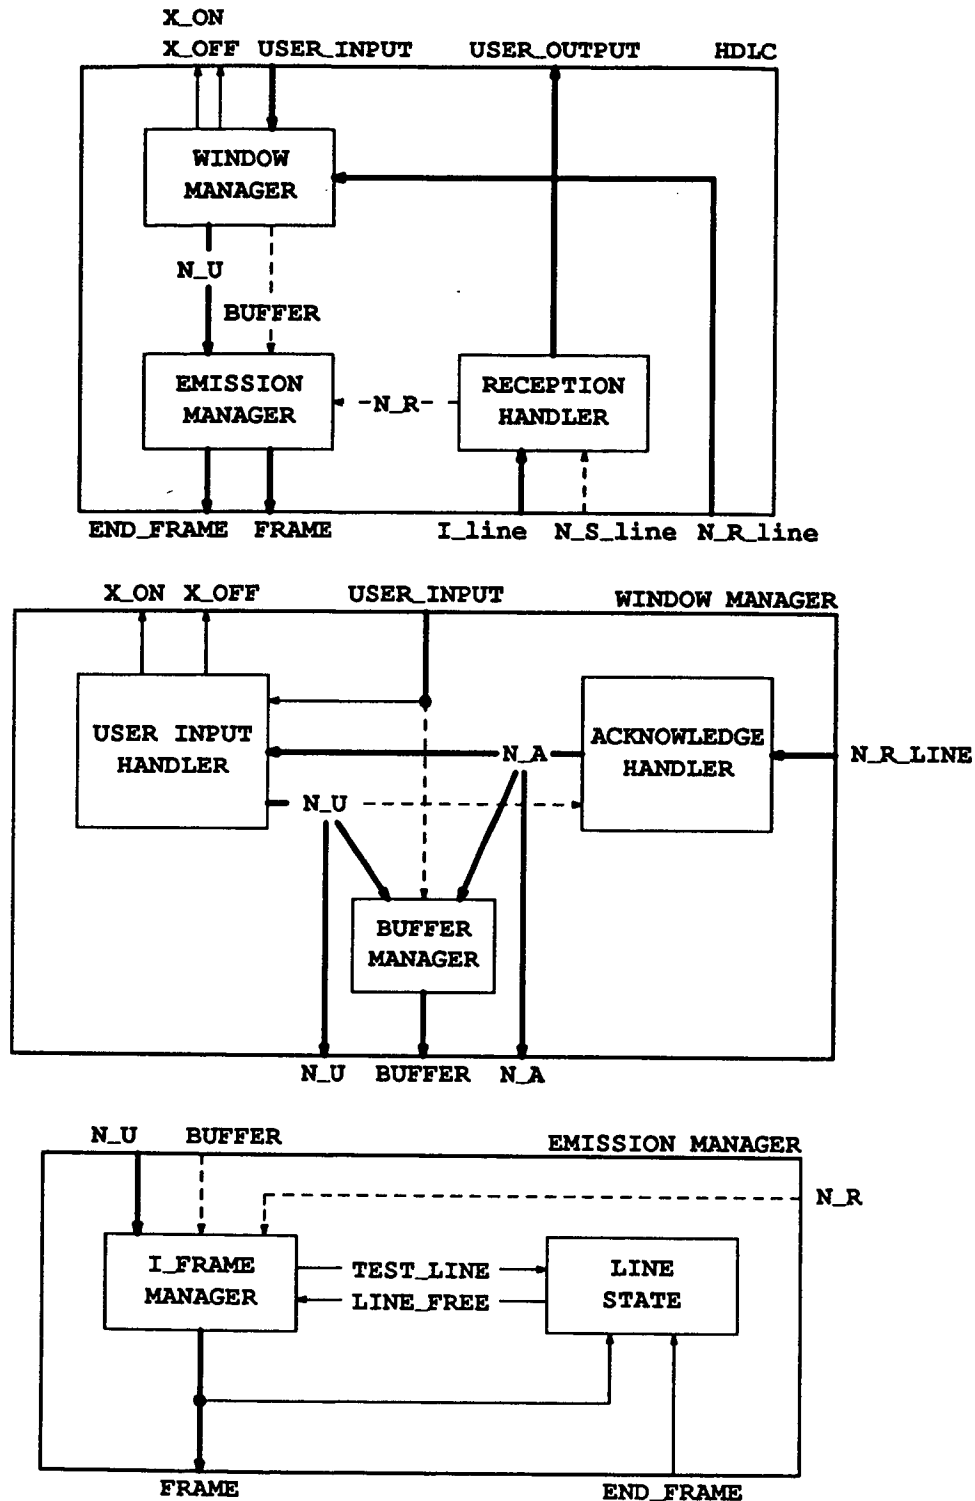 X_ON
X_OFF USER_INPUT USER_OUTPUT HDLC
WINDOW
MANAGER
N_U
BUFFER
EMISSION
MANAGER
N_R
RECEPTION
HANDLER
END_FRAME FRAME I_line N_S_line N_R_line
X_ON X_OFF USER_INPUT WINDOW MANAGER
USER INPUT
HANDLER
N_A
ACKNOWLEDGE
HANDLER
N_R_LINE
N_U
BUFFER
MANAGER
N_U BUFFER N_A
N_U BUFFER EMISSION MANAGER
N_R
I_FRAME
MANAGER
TEST_LINE
LINE_FREE
LINE
STATE
FRAME END_FRAME